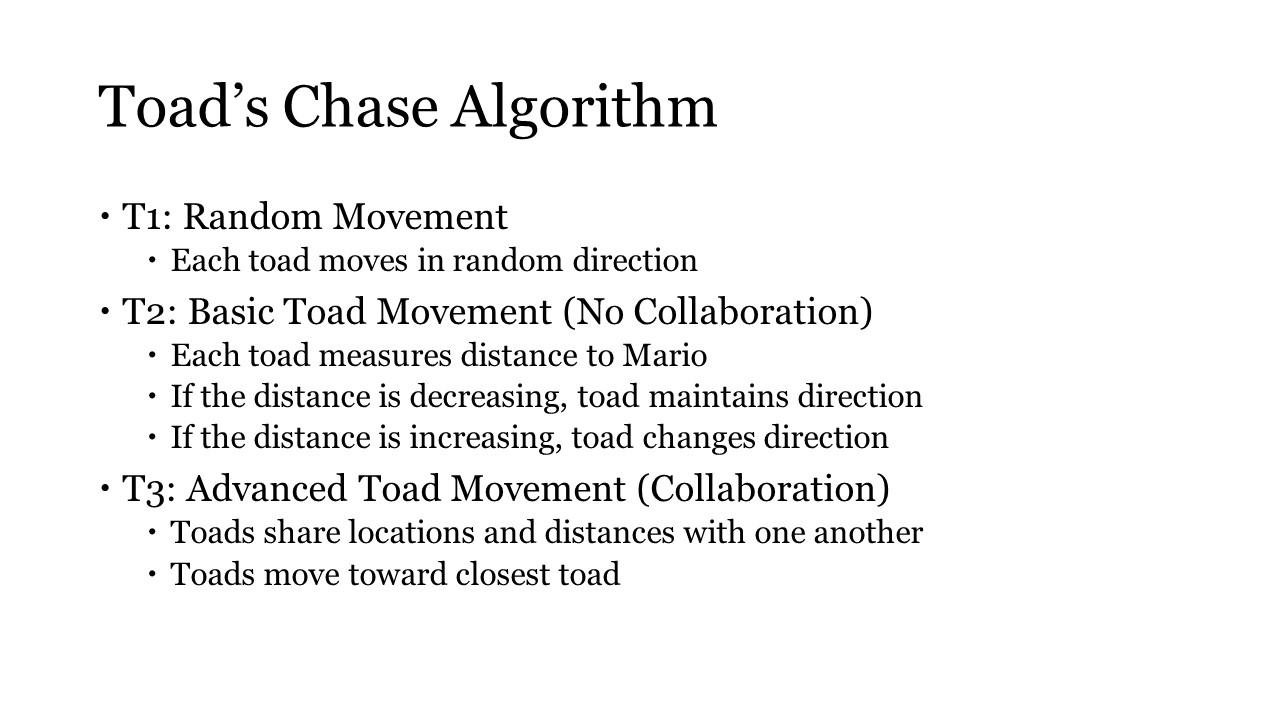 Toad’s Chase Algorithm
• T1: Random Movement
• Each toad moves in random direction
• T2: Basic Toad Movement (No Collaboration)
• Each toad measures distance to Mario
• If the distance is decreasing, toad maintains direction
• If the distance is increasing, toad changes direction
• T3: Advanced Toad Movement (Collaboration)
• Toads share locations and distances with one another
• Toads move toward closest toad